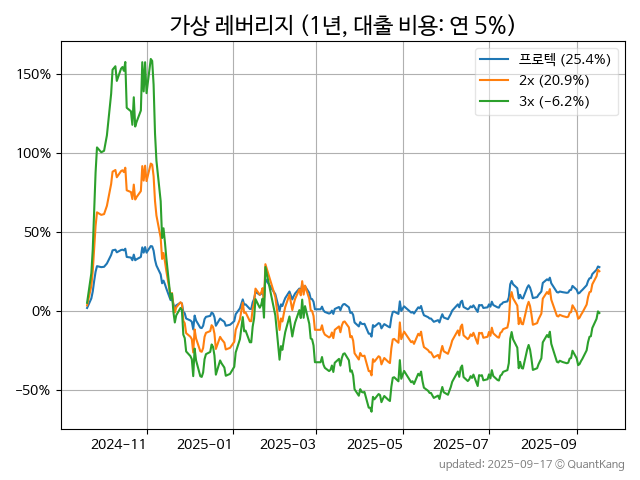 가상 레버리지 (1년, 대출 비용: 연 5%)
프로텍 (25.4%)
2x (20.9%)
3x (−6.2%)
150%
100%
50%
0%
−50%
2024-11
2025-01
2025-03
2025-05
2025-07
2025-09
updated: 2025-09-17 © QuantKang